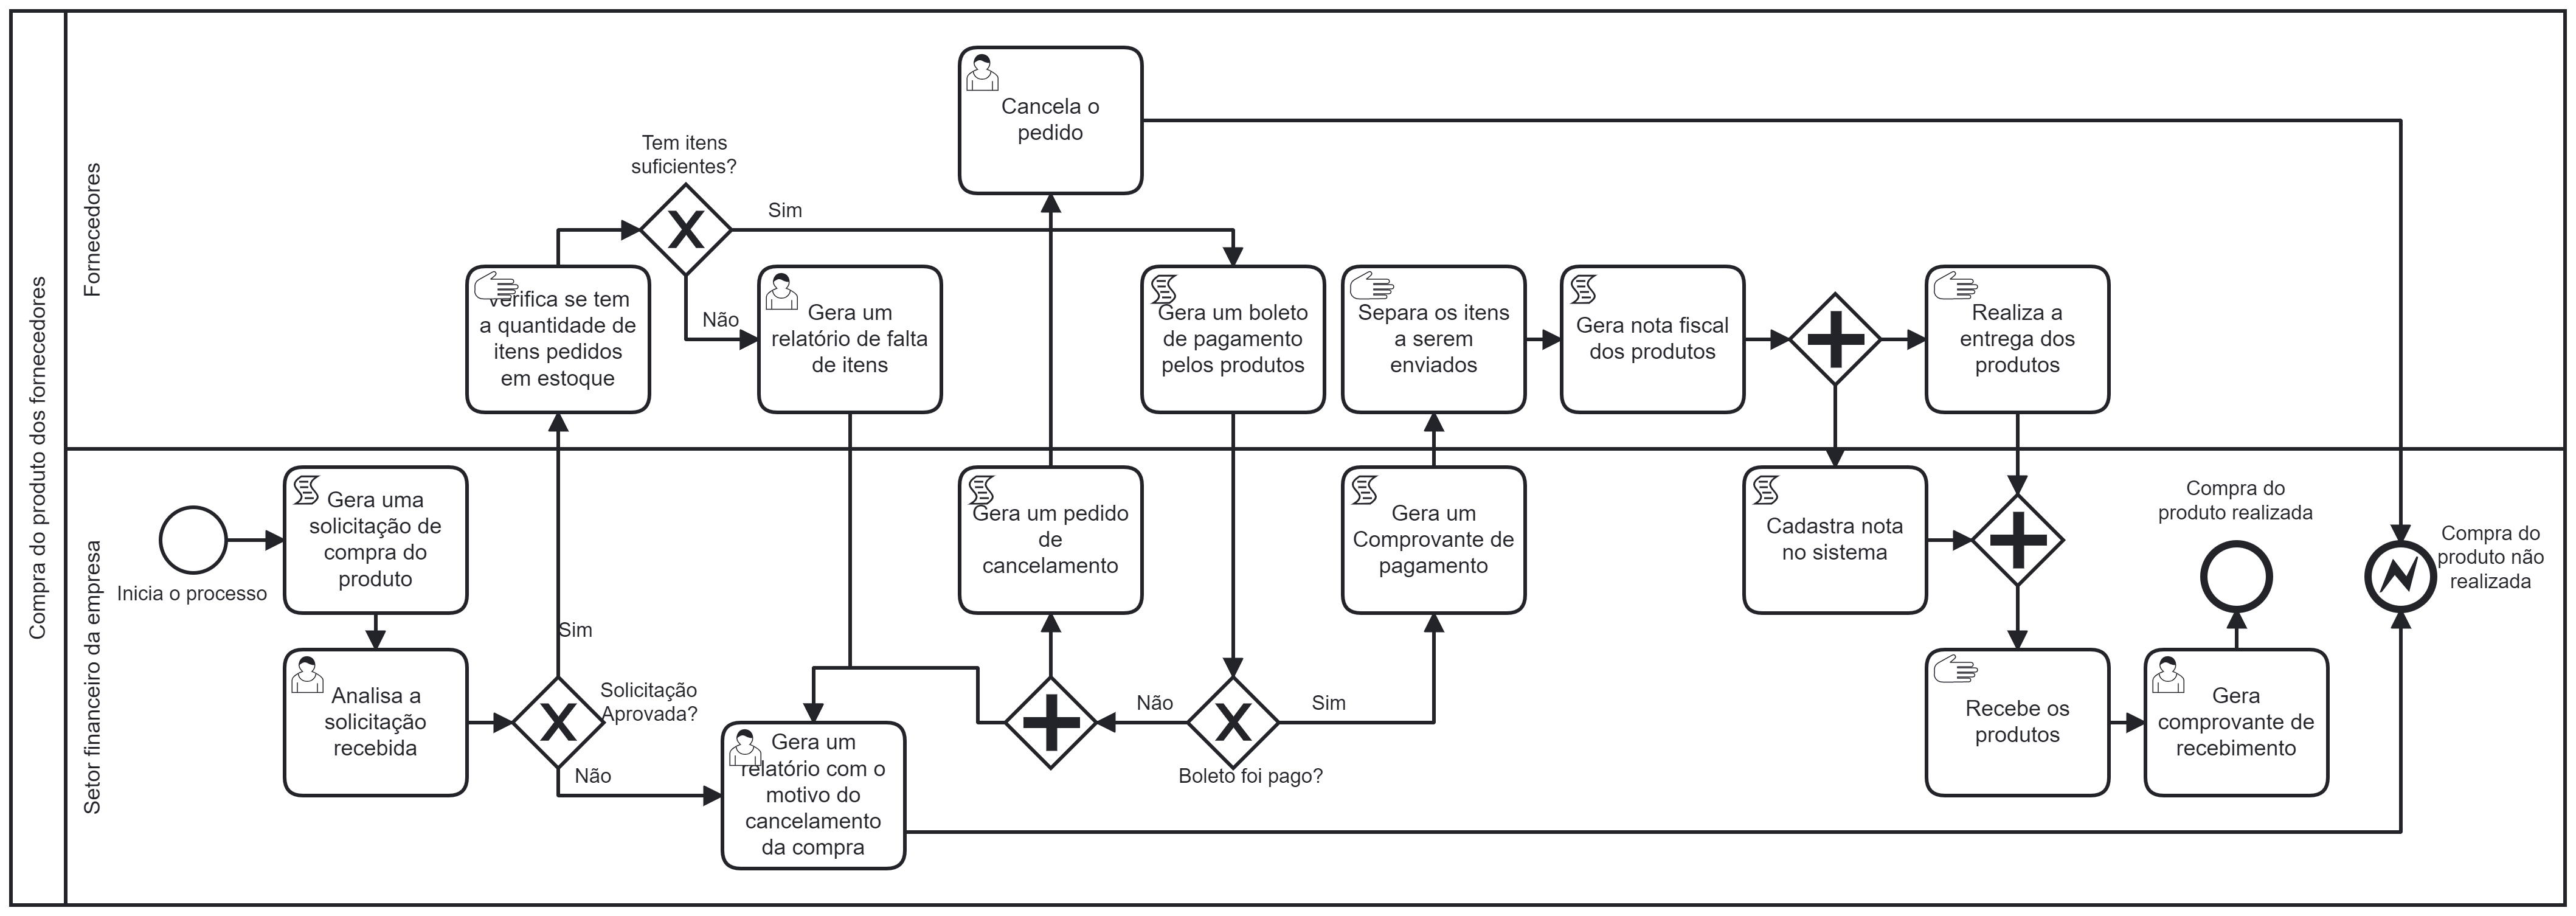 Compra do produto dos fornecedores
Fornecedores
Cancela o
pedido
Tem itens
suficientes?
Sim
Não
Verifica se tem
a quantidade de
itens pedidos
em estoque
Gera um
relatório de falta
de itens
Gera um boleto
de pagamento
pelos produtos
Separa os itens
a serem
enviados
Gera nota fiscal
dos produtos
Realiza a
entrega dos
produtos
Setor financeiro da empresa
Inicia o processo
Gera uma
solicitação de
compra do
produto
Analisa a
solicitação
recebida
Sim
Solicitação
Aprovada?
Não
Gera um
relatório com o
motivo do
cancelamento
da compra
Gera um pedido
de
cancelamento
Não
Boleto foi pago?
Sim
Gera um
Comprovante de
pagamento
Cadastra nota
no sistema
Recebe os
produtos
Gera
comprovante de
recebimento
Compra do
produto realizada
Compra do
produto não
realizada